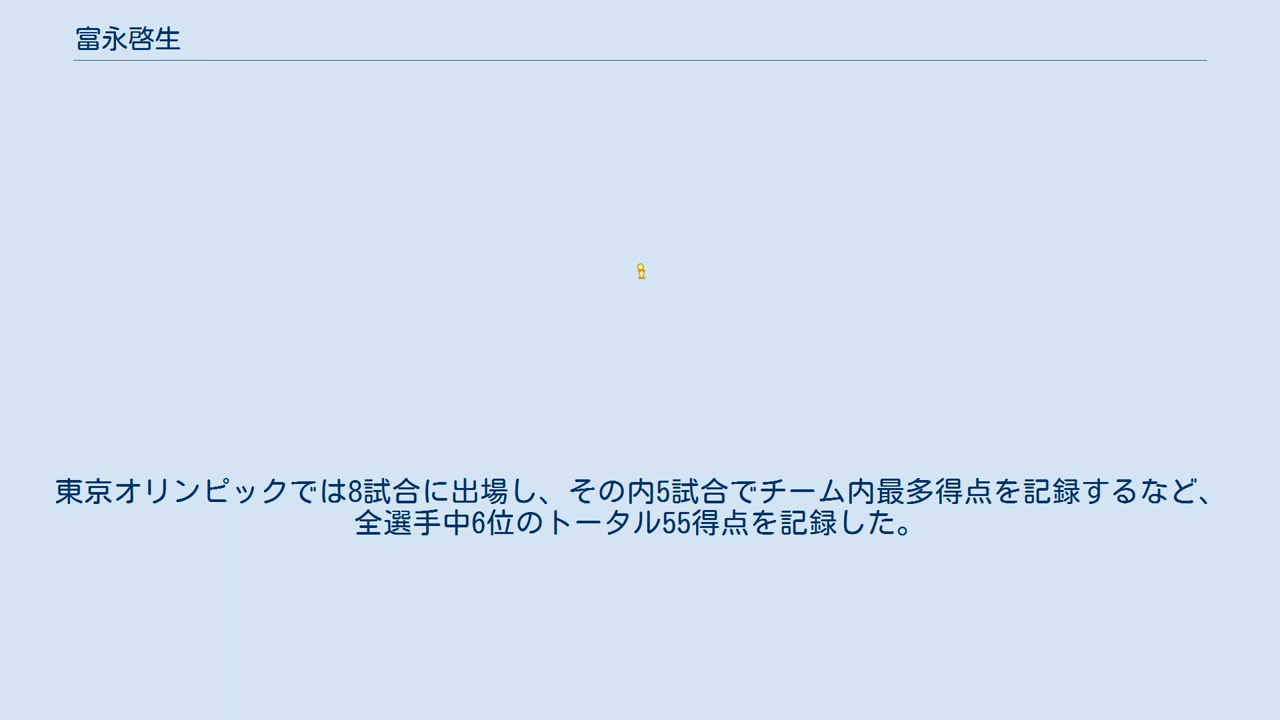 富永啓生
東京オリンピックでは8試合に出場し、その内5試合でチーム内最多得点を記録するなど、
全選手中6位のトータル55得点を記録した。